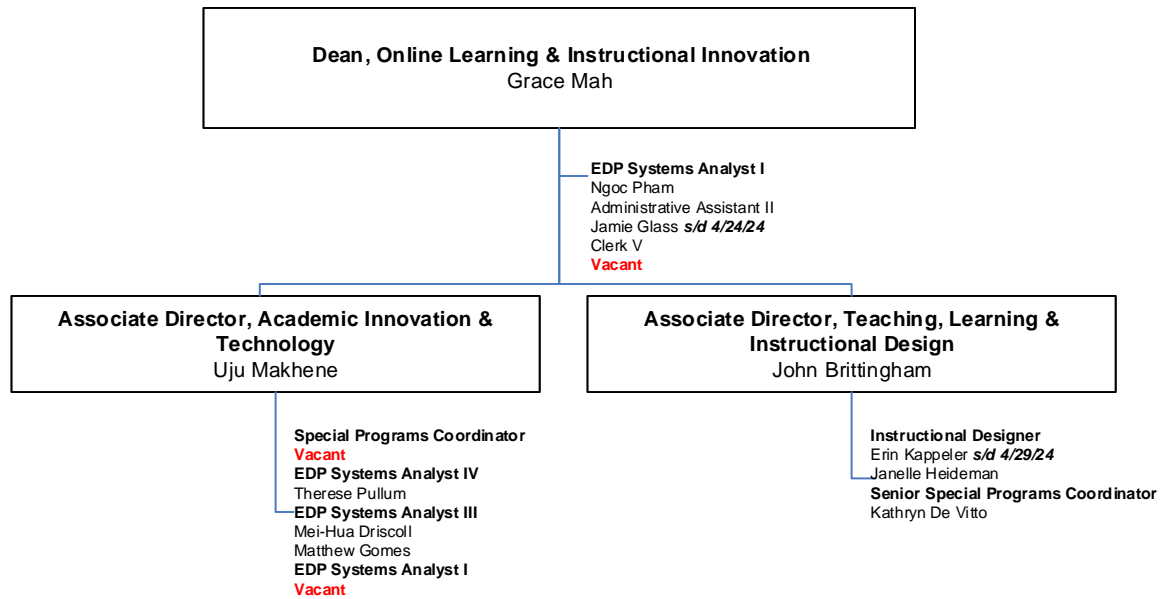 Dean, Online Learning & Instructional Innovation
Grace Mah
EDP Systems Analyst I
Ngoc Pham
Administrative Assistant II
Jamie Glass s/d 4/24/24
Clerk V
Vacant
Associate Director, Academic Innovation &
Technology
Uju Makhene
Associate Director, Teaching, Learning &
Instructional Design
John Brittingham
Special Programs Coordinator
Vacant
EDP Systems Analyst IV
Therese Pullum
EDP Systems Analyst III
Mei-Hua Driscoll
Matthew Gomes
EDP Systems Analyst I
Vacant
Instructional Designer
Erin Kappeler s/d 4/29/24
Janelle Heideman
Senior Special Programs Coordinator
Kathryn De Vitto